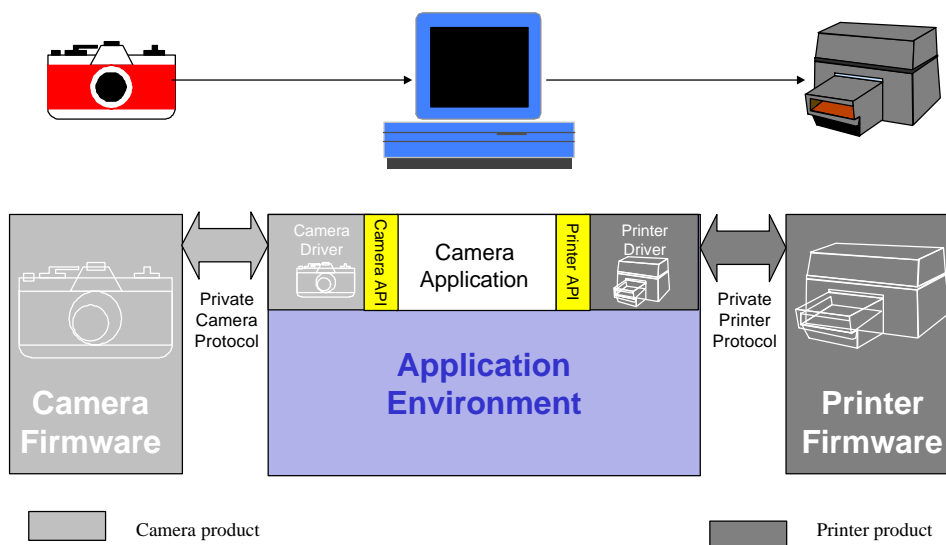 Camera
Driver
Camera API
Camera
Application
Printer API
Printer
Driver
Private
Camera
Protocol
Private
Printer
Protocol
Application
Environment
Camera
Firmware
Printer
Firmware
Camera product
Printer product